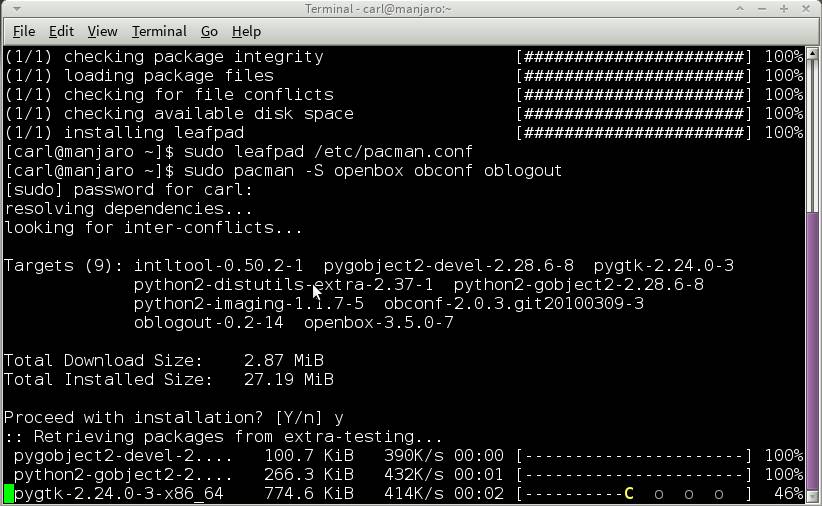 Terminal - carl@manjaro:~
File Edit View Terminal Go Help
(1/1) checking package integrity [######################] 100%
(1/1) loading package files [######################] 100%
(1/1) checking for file conflicts [######################] 100%
(1/1) checking available disk space [######################] 100%
(1/1) installing leafpad [######################] 100%
[carl@manjaro ~]$ sudo leafpad /etc/pacman.conf
[carl@manjaro ~]$ sudo pacman -S openbox obconf oblogout
[sudo] password for carl:
resolving dependencies...
looking for inter-conflicts...
Targets (9): intltool-0.50.2-1 pygobject2-devel-2.28.6-8 pygtk-2.24.0-3
python2-distutils-extra-2.37-1 python2-gobject2-2.28.6-8
python2-imaging-1.1.7-5 obconf-2.0.3.git20100309-3
oblogout-0.2-14 openbox-3.5.0-7
Total Download Size: 2.87 MiB
Total Installed Size: 27.19 MiB
Proceed with installation? [Y/n] y
:: Retrieving packages from extra-testing...
pygobject2-devel-2.... 100.7 KiB 390K/s 00:00 [----------------------] 100%
python2-gobject2-2.... 266.3 KiB 432K/s 00:01 [----------------------] 100%
pygtk-2.24.0-3-x86_64 774.6 KiB 414K/s 00:02 [----------C o o o ] 46%